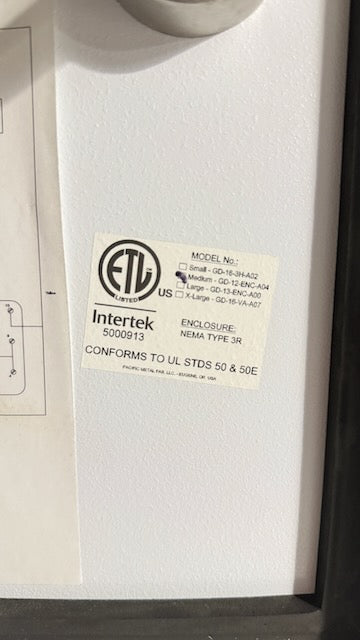 MODEL No.:
Small - GD-16-3H-A02
Medium - GD-12-ENC-A04
Large - GD-13-ENC-A00
X-Large - GD-16-VA-A07
ETL
LISTED
US
Intertek
5000913
ENCLOSURE:
NEMA TYPE 3R
CONFORMS TO UL STDS 50 & 50E
PACIFIC METAL FAB, LLC. - EUGENE, OR. USA